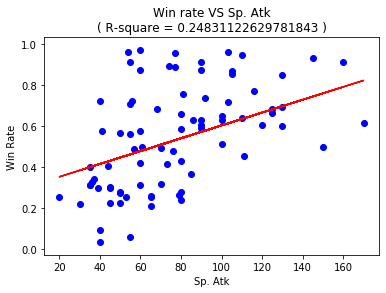 Win rate VS Sp. Atk
( R-square = 0.24831122629781843 )
1.0
0.8
0.6
0.4
0.2
0.0
Win Rate
20 40 60 80 100 120 140 160
Sp. Atk